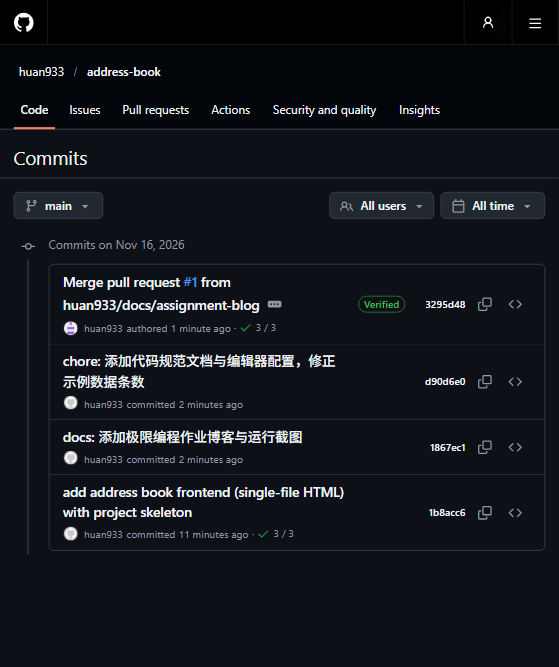 huan933 / address-book
Code Issues Pull requests Actions Security and quality Insights
Commits
main All users All time
Commits on Nov 16, 2026
Merge pull request #1 from
huan933/docs/assignment-blog
Verified 3295d48
huan933 authored 1 minute ago · 3 / 3
chore: 添加代码规范文档与编辑器配置，修正
示例数据条数
d90d6e0
huan933 committed 2 minutes ago
docs: 添加极限编程作业博客与运行截图
1867ec1
huan933 committed 2 minutes ago
add address book frontend (single-file HTML)
with project skeleton
1b8acc6
huan933 committed 11 minutes ago · 3 / 3